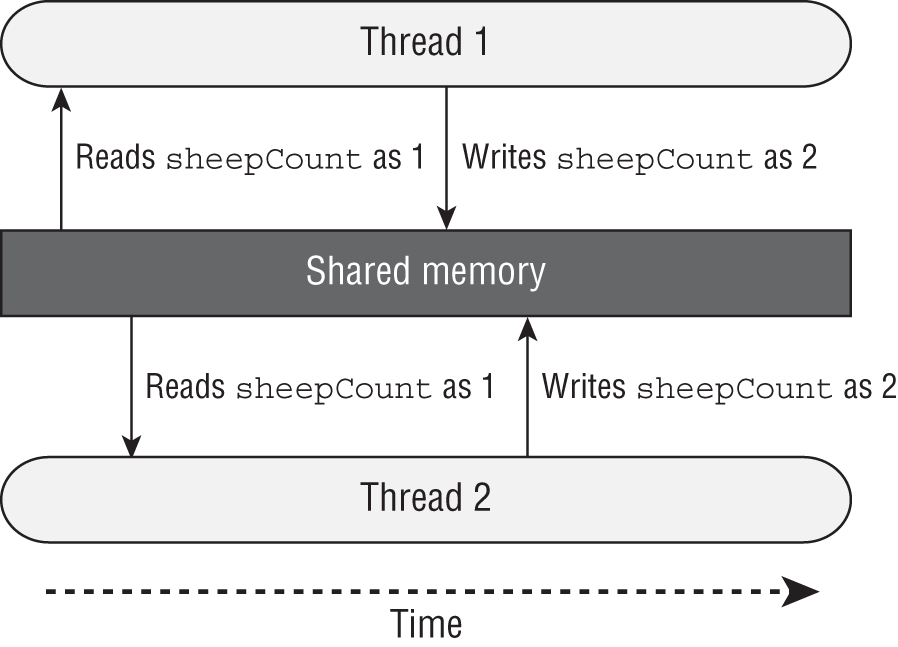 Thread 1
Reads sheepCount as 1
Writes sheepCount as 2
Shared memory
Reads sheepCount as 1
Writes sheepCount as 2
Thread 2
Time